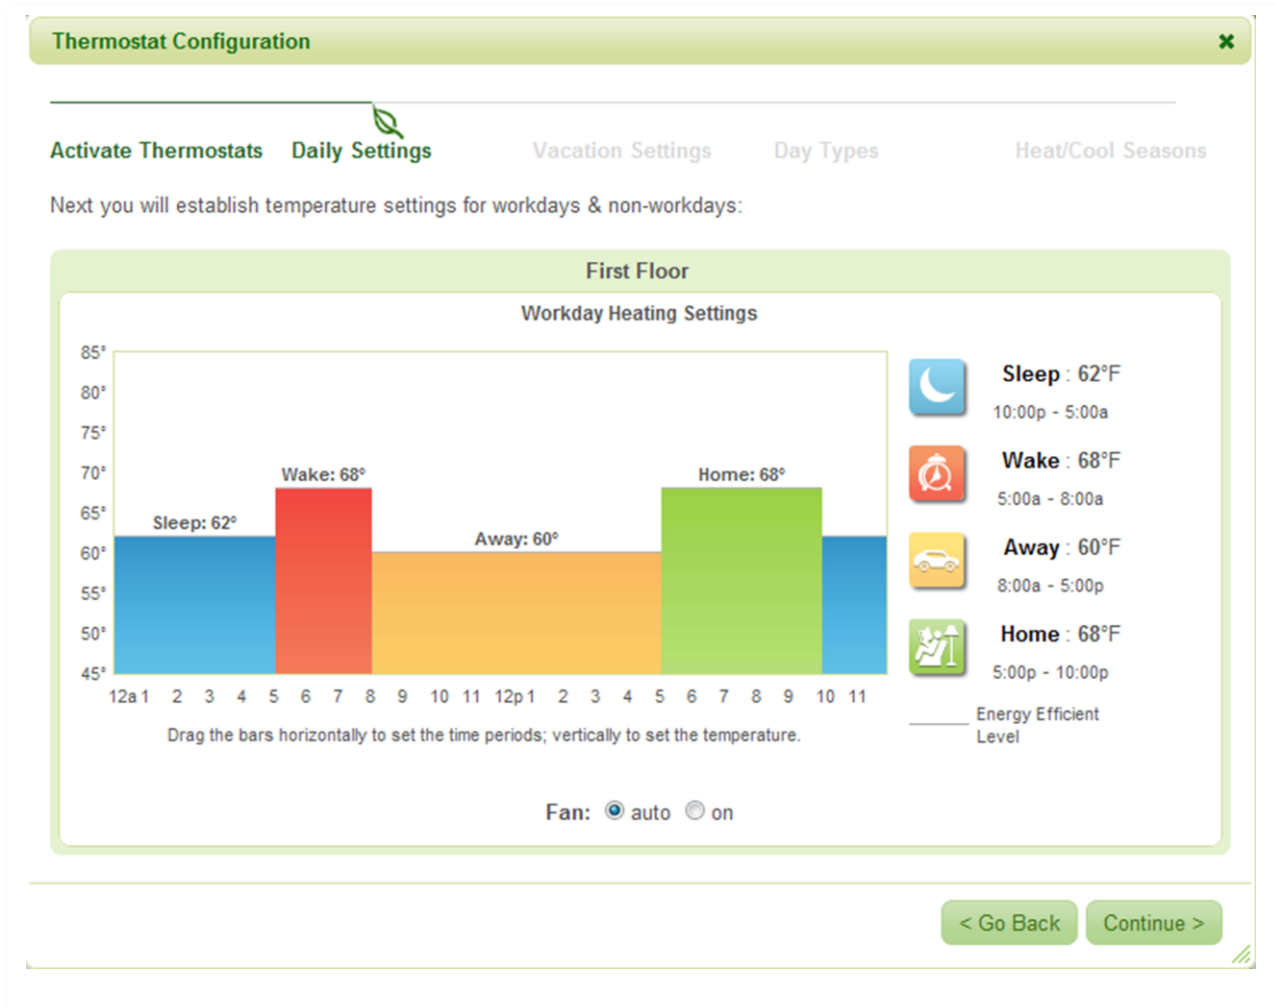 Thermostat Configuration
Activate Thermostats Daily Settings Vacation Settings Day Types Heat/Cool Seasons
Next you will establish temperature settings for workdays & non-workdays:
First Floor
Workday Heating Settings
85°
80°
75°
70°
65°
60°
55°
50°
45°
Sleep: 62°
Wake: 68°
Away: 60°
Home: 68°
12a 1 2 3 4 5 6 7 8 9 10 11 12p 1 2 3 4 5 6 7 8 9 10 11
Drag the bars horizontally to set the time periods; vertically to set the temperature.
Sleep : 62°F
10:00p - 5:00a
Wake : 68°F
5:00a - 8:00a
Away : 60°F
8:00a - 5:00p
Home : 68°F
5:00p - 10:00p
Energy Efficient
Level
Fan: auto on
< Go Back Continue >